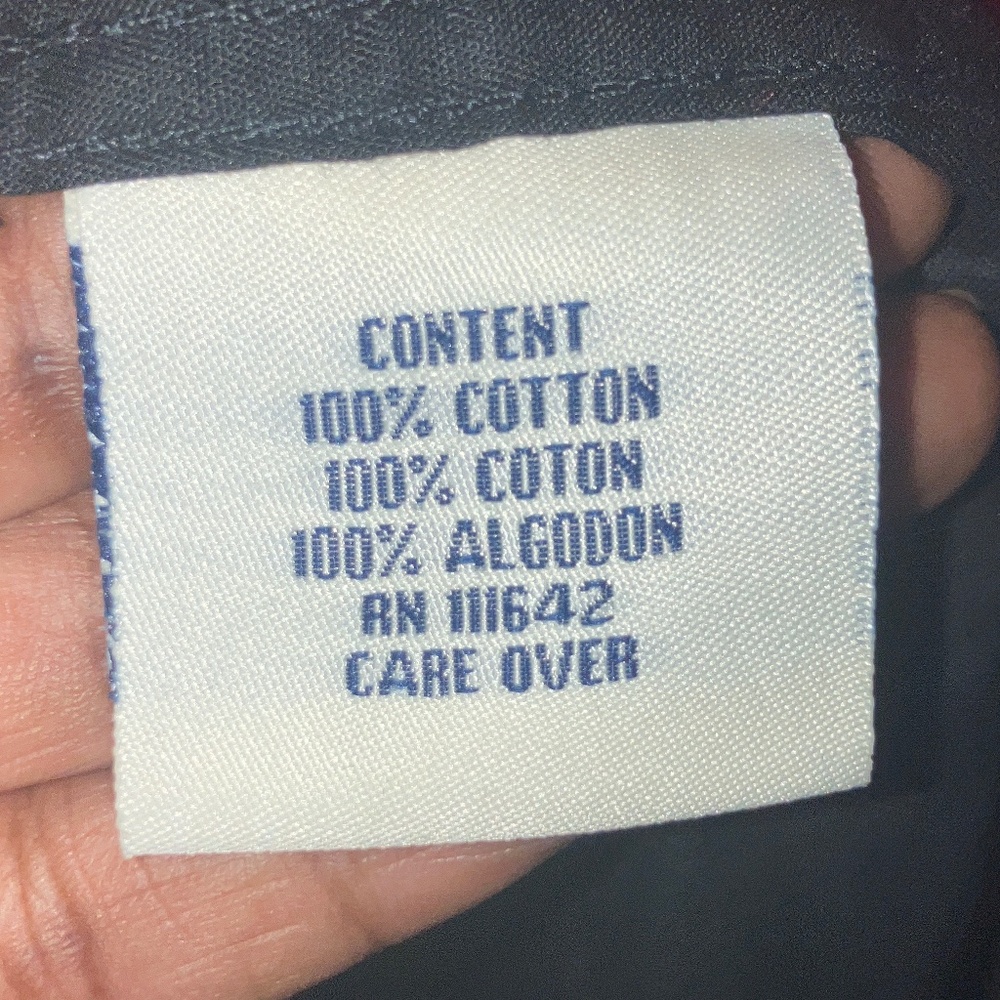 CONTENT
100% COTTON
100% COTON
100% ALGODON
RN 111642
CARE OVER